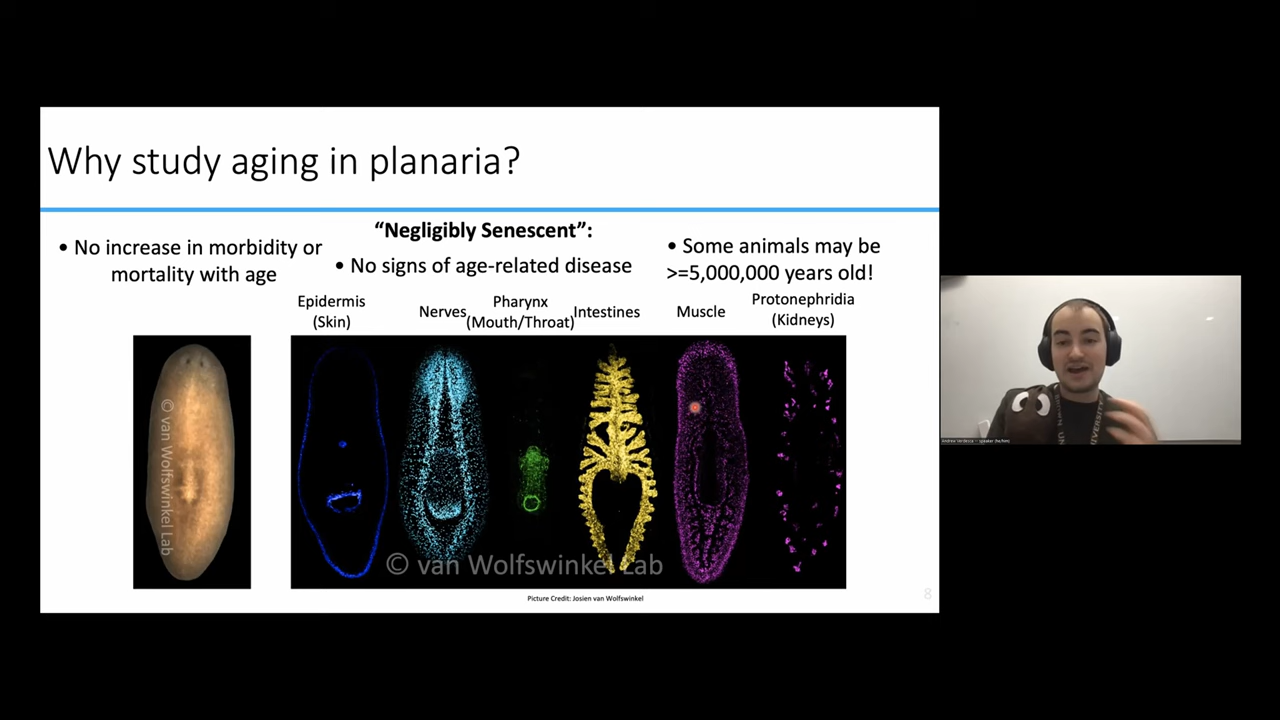 Why study aging in planaria?
"Negligibly Senescent":
• No increase in morbidity or
mortality with age
• No signs of age-related disease
• Some animals may be
>=5,000,000 years old!
Epidermis
(Skin)
Nerves
Pharynx
(Mouth/Throat)
Intestines
Muscle
Protonephridia
(Kidneys)
© van Wolfswinkel Lab
© van Wolfswinkel Lab
Picture Credit: Josien van Wolfswinkel
8